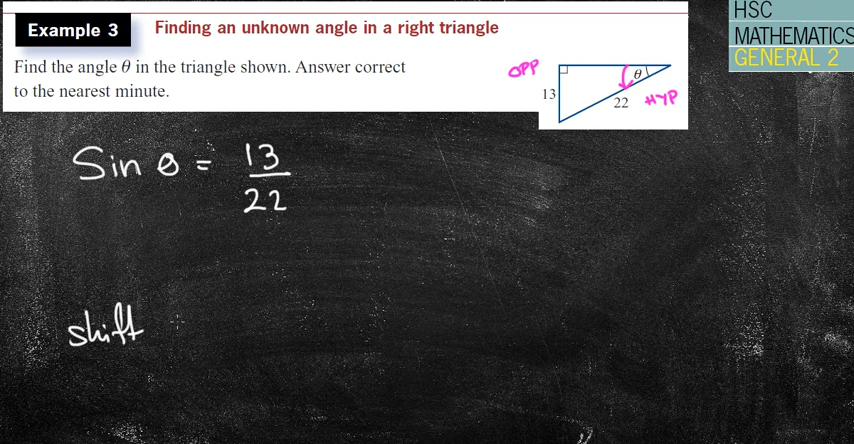 Example 3 Finding an unknown angle in a right triangle
Find the angle θ in the triangle shown. Answer correct
to the nearest minute.
OPP
13
θ
22
HYP
HSC
MATHEMATICS
GENERAL 2
Sin θ = 13
22
shift